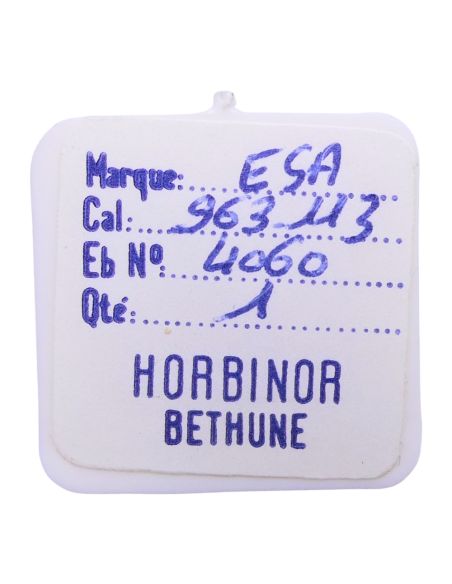 Marque: ESA
Cal: 963.113
Eb Nº 4060
Qté: 1
HORBINOR
BETHUNE